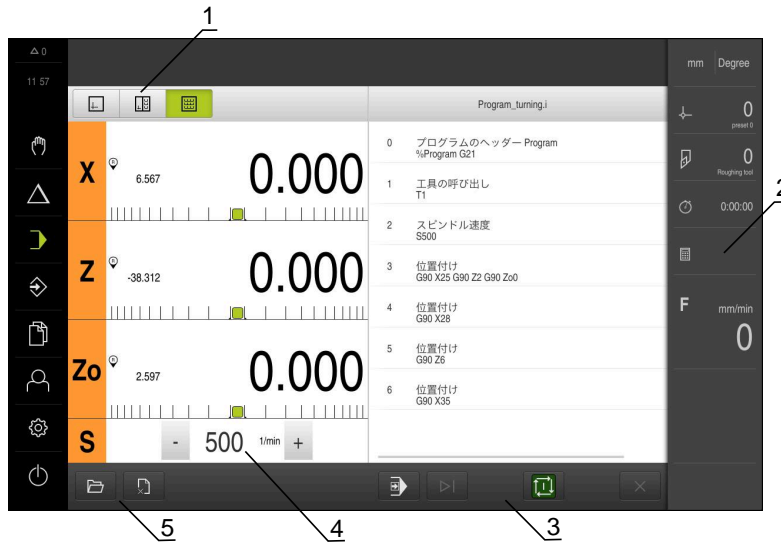 1
0
11 57
mm Degree
Program_turning.i
X
R
6.567
0.000
Z
R
-38.312
0.000
Zo
R
2.597
0.000
S
-
500
1/min
+
0 プログラムのヘッダー Program
%Program G21
1 工具の呼び出し
T1
2 スピンドル速度
S500
3 位置付け
G90 X25 G90 Z2 G90 Zo0
4 位置付け
G90 X28
5 位置付け
G90 Z6
6 位置付け
G90 X35
0
preset 0
0
Roughing tool
0:00:00
2
F
mm/min
0
5
4
3